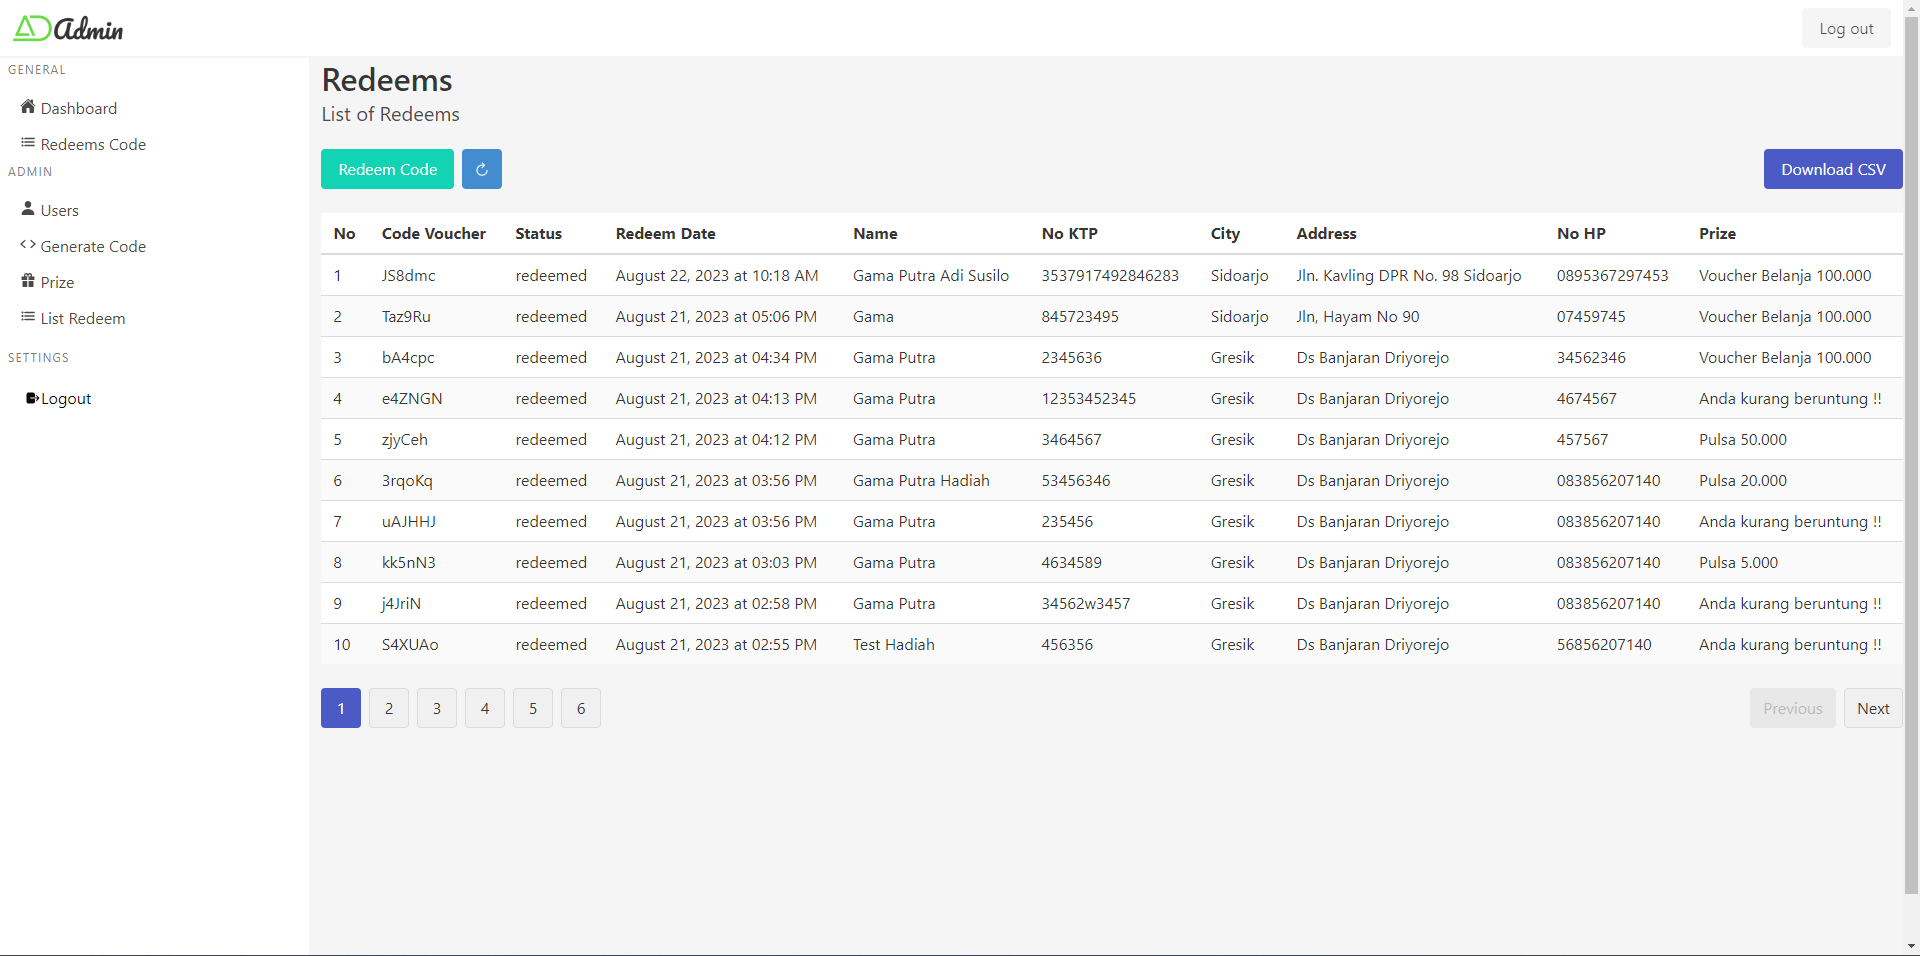 AD Admin
Log out
GENERAL
Dashboard
Redeems Code
ADMIN
Users
Generate Code
Prize
List Redeem
SETTINGS
Logout
Redeems
List of Redeems
Redeem Code
Download CSV
No Code Voucher Status Redeem Date Name No KTP City Address No HP Prize
1 JS8dmc redeemed August 22, 2023 at 10:18 AM Gama Putra Adi Susilo 3537917492846283 Sidoarjo Jln. Kavling DPR No. 98 Sidoarjo 0895367297453 Voucher Belanja 100.000
2 Taz9Ru redeemed August 21, 2023 at 05:06 PM Gama 845723495 Sidoarjo Jln, Hayam No 90 07459745 Voucher Belanja 100.000
3 bA4cpc redeemed August 21, 2023 at 04:34 PM Gama Putra 2345636 Gresik Ds Banjaran Driyorejo 34562346 Voucher Belanja 100.000
4 e4ZNGN redeemed August 21, 2023 at 04:13 PM Gama Putra 12353452345 Gresik Ds Banjaran Driyorejo 4674567 Anda kurang beruntung !!
5 zjyCeh redeemed August 21, 2023 at 04:12 PM Gama Putra 3464567 Gresik Ds Banjaran Driyorejo 457567 Pulsa 50.000
6 3rqoKq redeemed August 21, 2023 at 03:56 PM Gama Putra Hadiah 53456346 Gresik Ds Banjaran Driyorejo 083856207140 Pulsa 20.000
7 uAJHHJ redeemed August 21, 2023 at 03:56 PM Gama Putra 235456 Gresik Ds Banjaran Driyorejo 083856207140 Anda kurang beruntung !!
8 kk5nN3 redeemed August 21, 2023 at 03:03 PM Gama Putra 4634589 Gresik Ds Banjaran Driyorejo 083856207140 Pulsa 5.000
9 j4JriN redeemed August 21, 2023 at 02:58 PM Gama Putra 34562w3457 Gresik Ds Banjaran Driyorejo 083856207140 Anda kurang beruntung !!
10 S4XUAo redeemed August 21, 2023 at 02:55 PM Test Hadiah 456356 Gresik Ds Banjaran Driyorejo 56856207140 Anda kurang beruntung !!
1 2 3 4 5 6 Previous Next